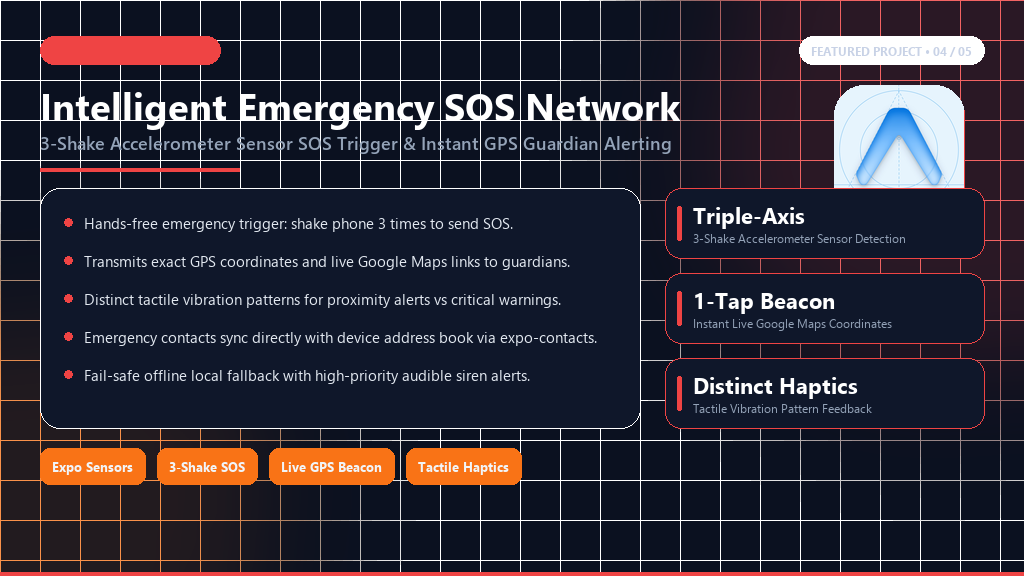 FEATURED PROJECT • 04 / 05
Intelligent Emergency SOS Network
3-Shake Accelerometer Sensor SOS Trigger & Instant GPS Guardian Alerting
Hands-free emergency trigger: shake phone 3 times to send SOS.
Transmits exact GPS coordinates and live Google Maps links to guardians.
Distinct tactile vibration patterns for proximity alerts vs critical warnings.
Emergency contacts sync directly with device address book via expo-contacts.
Fail-safe offline local fallback with high-priority audible siren alerts.
Triple-Axis
3-Shake Accelerometer Sensor Detection
1-Tap Beacon
Instant Live Google Maps Coordinates
Distinct Haptics
Tactile Vibration Pattern Feedback
Expo Sensors
3-Shake SOS
Live GPS Beacon
Tactile Haptics